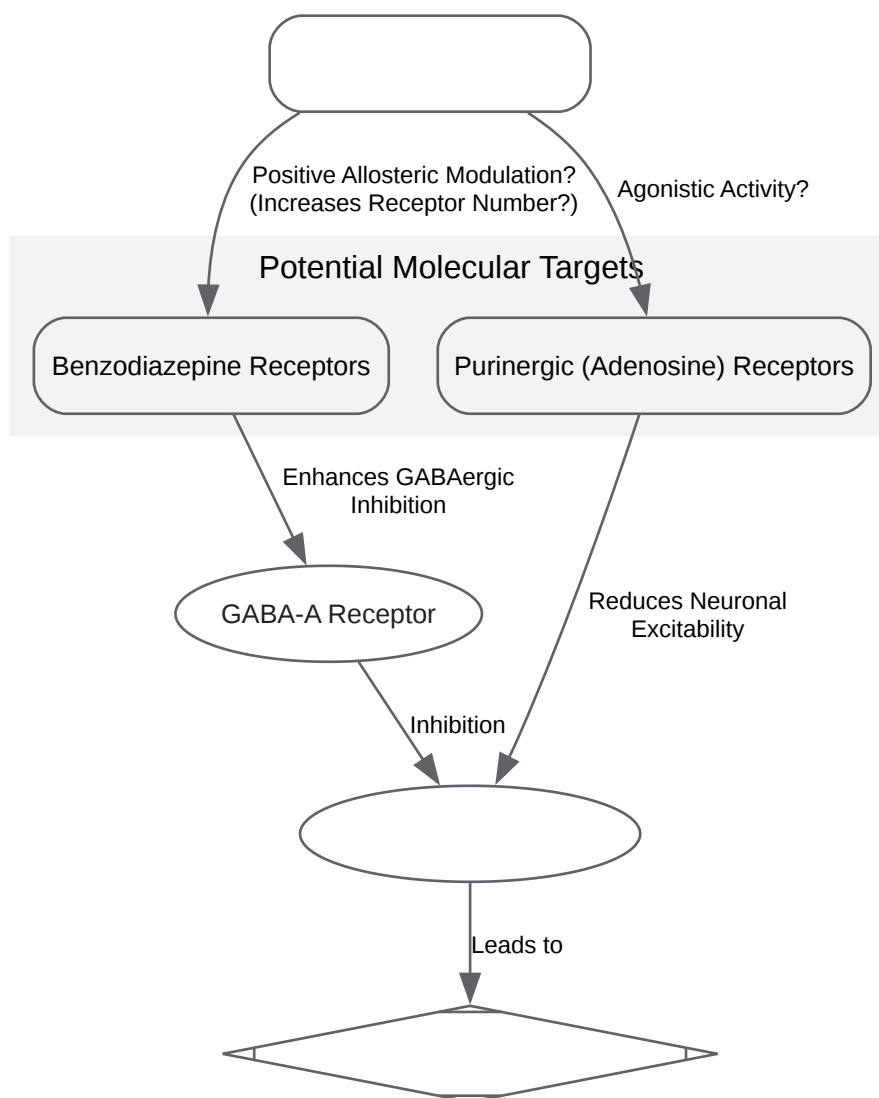 Positive Allosteric Modulation?
(Increases Receptor Number?)
Agonistic Activity?
Potential Molecular Targets
Benzodiazepine Receptors
Purinergic (Adenosine) Receptors
Enhances GABAergic
Inhibition
GABA-A Receptor
Reduces Neuronal
Excitability
Inhibition
Leads to